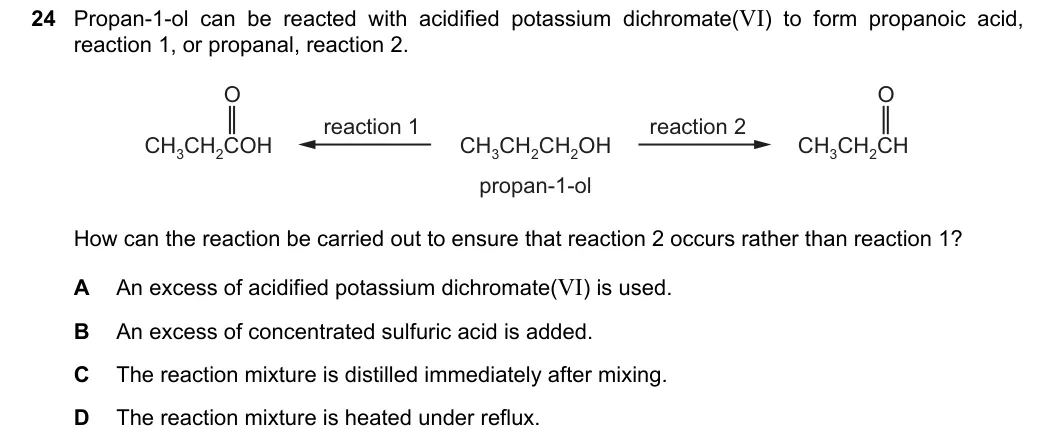 24 Propan-1-ol can be reacted with acidified potassium dichromate(VI) to form propanoic acid,
reaction 1, or propanal, reaction 2.
O O
CH₃CH₂COH reaction 1 CH₃CH₂CH₂OH reaction 2 CH₃CH₂CH
propan-1-ol
How can the reaction be carried out to ensure that reaction 2 occurs rather than reaction 1?
A An excess of acidified potassium dichromate(VI) is used.
B An excess of concentrated sulfuric acid is added.
C The reaction mixture is distilled immediately after mixing.
D The reaction mixture is heated under reflux.